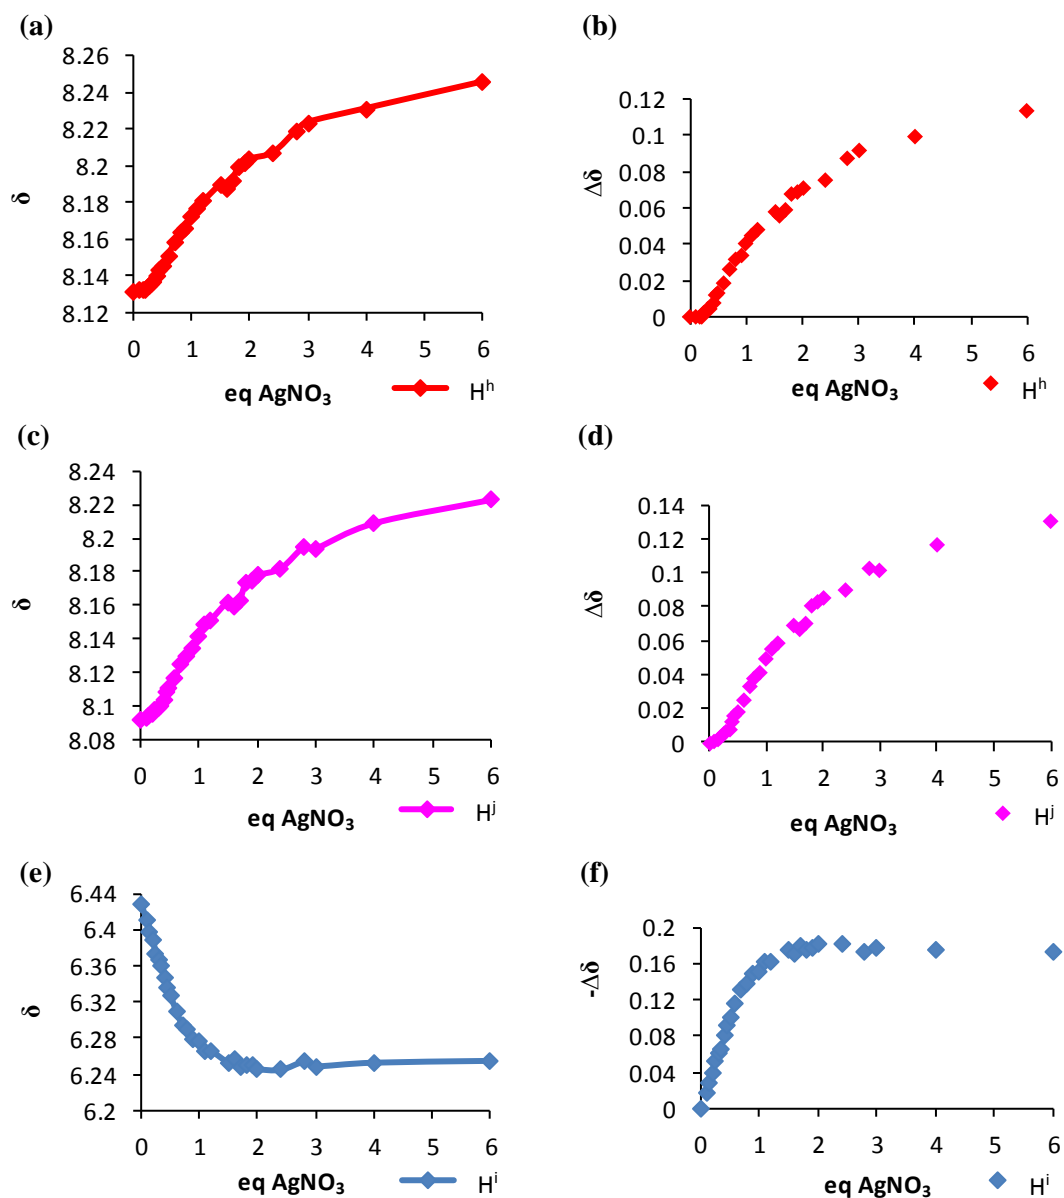 (a)
8.26
8.24
8.22
8.2
8.18
8.16
8.14
8.12
δ
0 1 2 3 4 5 6
eq AgNO₃
Hʰ
(b)
0.12
0.1
0.08
0.06
0.04
0.02
0
Δδ
0 1 2 3 4 5 6
eq AgNO₃
Hʰ
(c)
8.24
8.22
8.2
8.18
8.16
8.14
8.12
8.1
8.08
δ
0 1 2 3 4 5 6
eq AgNO₃
Hʲ
(d)
0.14
0.12
0.1
0.08
0.06
0.04
0.02
0
Δδ
0 1 2 3 4 5 6
eq AgNO₃
Hʲ
(e)
6.44
6.4
6.36
6.32
6.28
6.24
6.2
δ
0 1 2 3 4 5 6
eq AgNO₃
Hⁱ
(f)
0.2
0.16
0.12
0.08
0.04
0
-Δδ
0 1 2 3 4 5 6
eq AgNO₃
Hⁱ